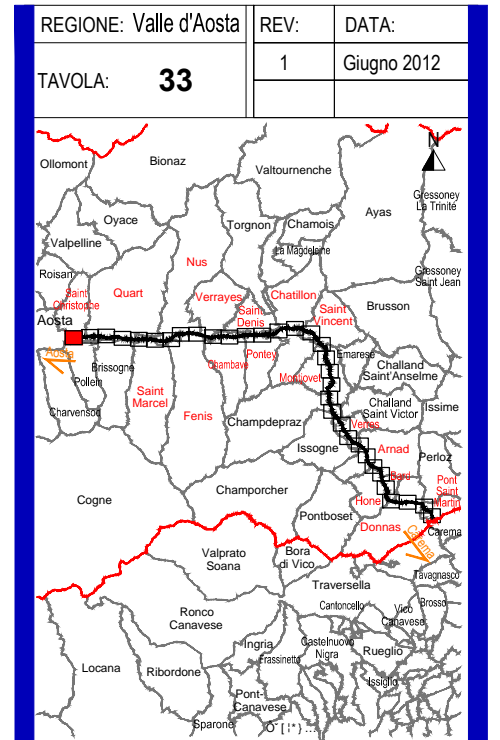 REGIONE: Valle d'Aosta
REV:
DATA:
TAVOLA: 33
1
Giugno 2012
N
Ollomont
Bionaz
Valtournenche
Ayas
Gressoney
La Trinité
Oyace
Torgnon
Chamois
Valpelline
La Magdeleine
Roisan
Nus
Gressoney
Saint Jean
Saint
Christophe
Quart
Verrayes
Chatillon
Saint
Denis
Saint
Vincent
Brusson
Aosta
Aosta
Brissogne
Pollein
Chambave
Pontey
Emarese
Challand
Saint'Anselme
Montjovet
Charvensod
Saint
Marcel
Fenis
Champdepraz
Challand
Saint Victor
Issime
Verres
Issogne
Arnad
Perloz
Cogne
Champorcher
Bard
Pont
Saint
Martin
Hone
Pontboset
Donnas
Carema
Carema
Valprato
Soana
Bora
di Vico
Traversella
Tavagnasco
Ronco
Canavese
Cantoncello
Vico
Canavese
Brosso
Ingria
Castelnuovo
Nigra
Rueglio
Frassinetto
Locana
Ribordone
Issiglio
Pont-
Canavese
Sparone